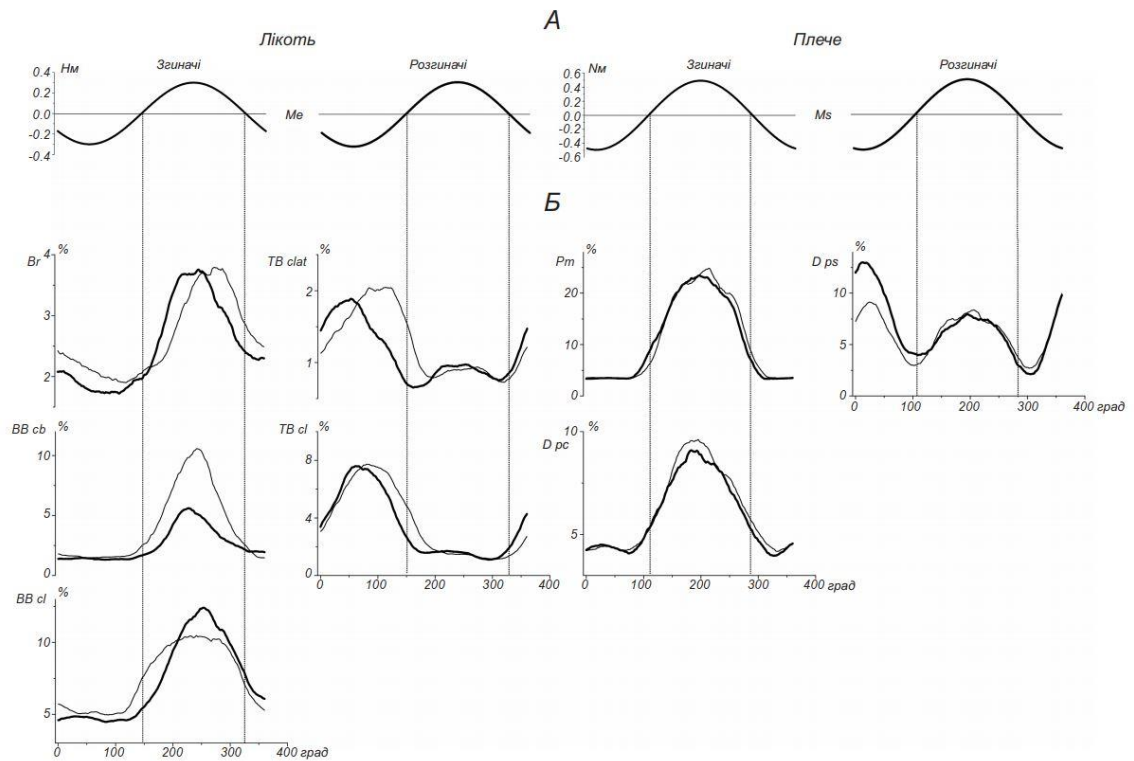 А
Лікоть
Плече
Нм
Згиначі
Розгиначі
Nм
Згиначі
Розгиначі
0.4
0.2
0.0
-0.2
-0.4
Me
0.6
0.4
0.2
0.0
-0.2
-0.4
-0.6
Ms
Б
Br
%
4
3
2
TB clat
%
2
1
Pm
%
20
10
0
D ps
%
10
5
0
0 100 200 300 400 град
BB cb
%
10
5
0
TB cl
%
8
4
0
0 100 200 300 400
D pc
%
10
5
0 100 200 300 400 град
BB cl
%
10
5
0 100 200 300 400 град